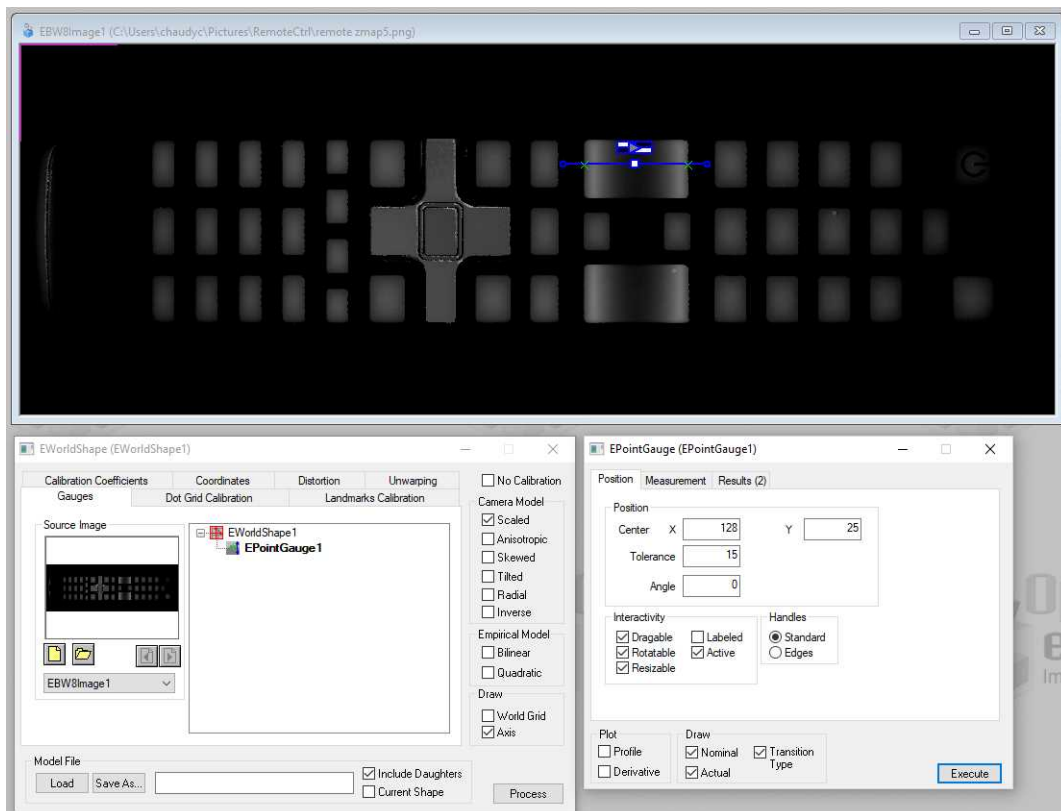 EBW8Image1 (C:\Users\chaudyc\Pictures\RemoteCtrl\remote zmap5.png)
EWorldShape (EWorldShape1)
Calibration Coefficients Coordinates Distortion Unwarping
Gauges Dot Grid Calibration Landmarks Calibration
Source Image
EBW8Image1
EWorldShape1
EPointGauge1
No Calibration
Camera Model
Scaled
Anisotropic
Skewed
Tilted
Radial
Inverse
Empirical Model
Bilinear
Quadratic
Draw
World Grid
Axis
Model File
Load Save As...
Include Daughters
Current Shape
Process
EPointGauge (EPointGauge1)
Position Measurement Results (2)
Position
Center X 128 Y 25
Tolerance 15
Angle 0
Interactivity
Dragable Labeled
Rotatable Active
Resizable
Handles
Standard
Edges
Plot
Profile
Derivative
Draw
Nominal Transition Type
Actual
Execute